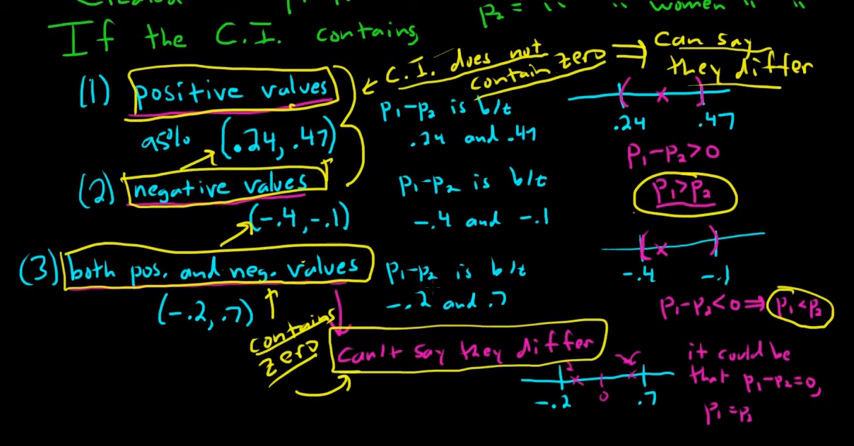 p₂ = " " women " "
If the C.I. contains
(1) positive values
95% (.24, .47)
(2) negative values
(-.4, -.1)
(3) both pos. and neg. values
(-.2, .7)
contains
zero
C.I. does not
contain zero ⟹ can say
they differ
p₁-p₂ is b/t
.24 and .47
p₁-p₂ is b/t
-.4 and -.1
p₁-p₂ is b/t
-.2 and .7
can't say they differ
.24 .47
p₁-p₂>0
p₁>p₂
-.4 -.1
p₁-p₂<0 ⟹ p₁<p₂
-.2 0 .7
it could be
that p₁-p₂=0,
p₁=p₂